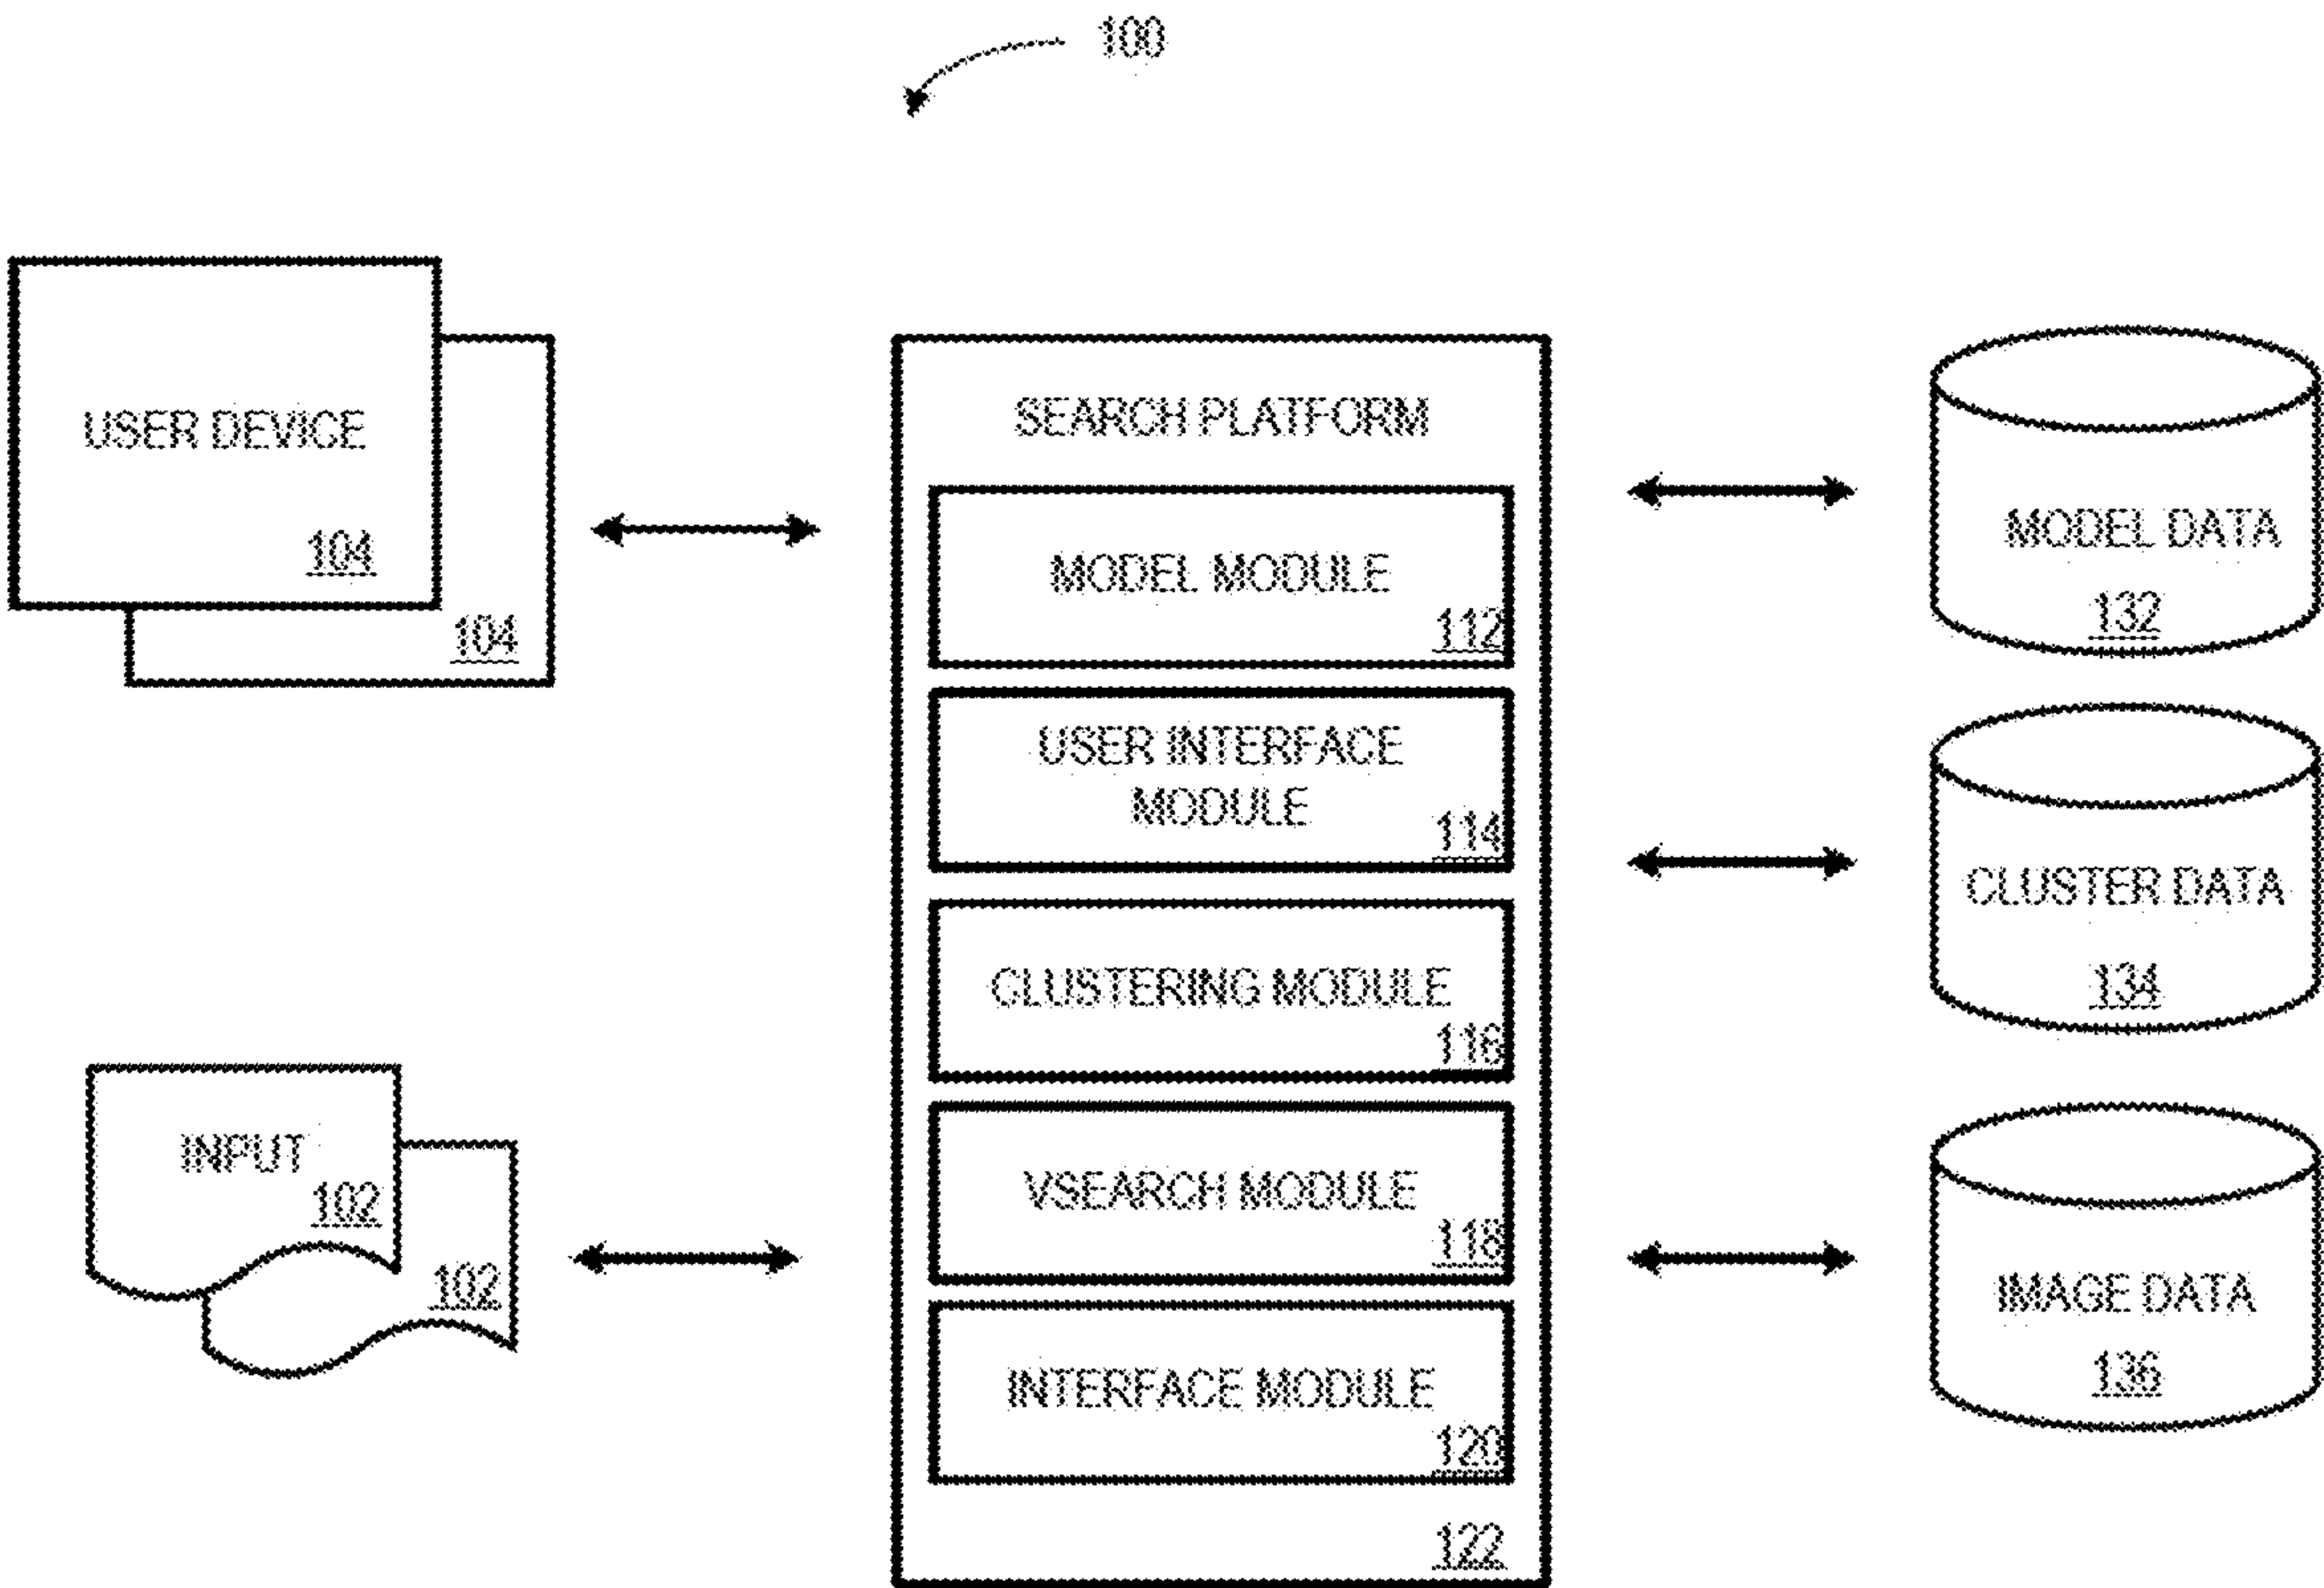 100
USER DEVICE
104
104
INPUT
102
102
SEARCH PLATFORM
MODEL MODULE
112
USER INTERFACE
MODULE
114
CLUSTERING MODULE
116
VSEARCH MODULE
118
INTERFACE MODULE
120
122
MODEL DATA
132
CLUSTER DATA
134
IMAGE DATA
136